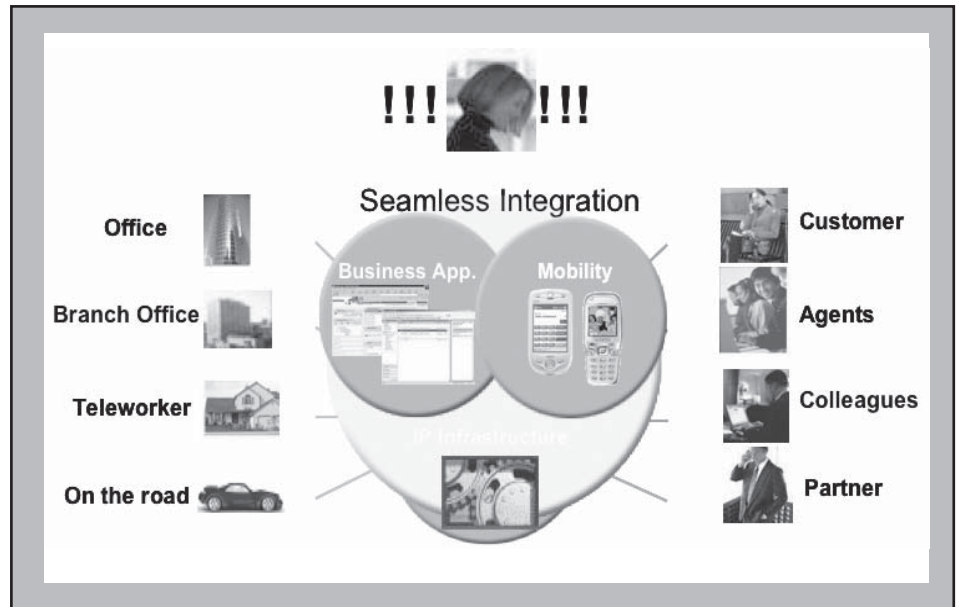 !!! !!!
Seamless Integration
Office
Branch Office
Teleworker
On the road
Business App.
Mobility
IP Infrastructure
Customer
Agents
Colleagues
Partner